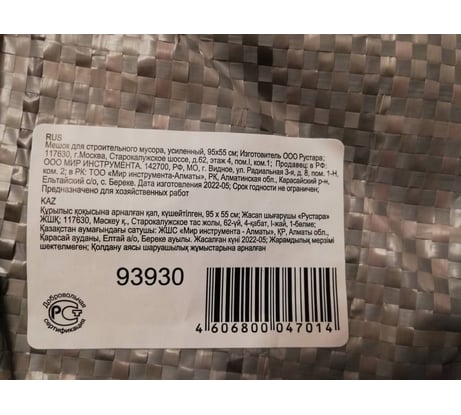 RUS
Мешок для строительного мусора, усиленный, 95х55 см; Изготовитель ООО Рустара;
117630, г.Москва, Старокалужское шоссе, д.62, этаж 4, пом.I, ком. 1; Продавец: в РФ:
ООО МИР ИНСТРУМЕНТА, 142700, РФ, МО, г. Видное, ул. Радиальная 3-я, д. 8, пом. 1-Н,
ком. 2; в РК: ТОО «Мир инструмента-Алматы», РК, Алматинская обл., Карасайский р-н,
Ельтайский с/о, с. Береке. Дата изготовления 2022-05; Срок годности не ограничен;
Предназначено для хозяйственных работ
KAZ
Құрылыс қоқысына арналған қап, күшейтілген, 95 x 55 см; Жасап шығарушы «Рустара»
ЖШҚ; 117630, Мәскеу қ., Старокалужское тас жолы, 62-үй, 4-қабат, I-жай, 1-бөлме;
Қазақстан аумағындағы сатушы: ЖШС «Мир инструмента - Алматы», ҚР, Алматы обл.,
Қарасай ауданы, Елтай а/о, Береке ауылы. Жасалған күні 2022-05; Жарамдылық мерзімі
шектелмеген; Қолдану аясы шаруашылық жұмыстарына арналған
93930
Добровольная
РСТ
сертификация
4 606800 047014